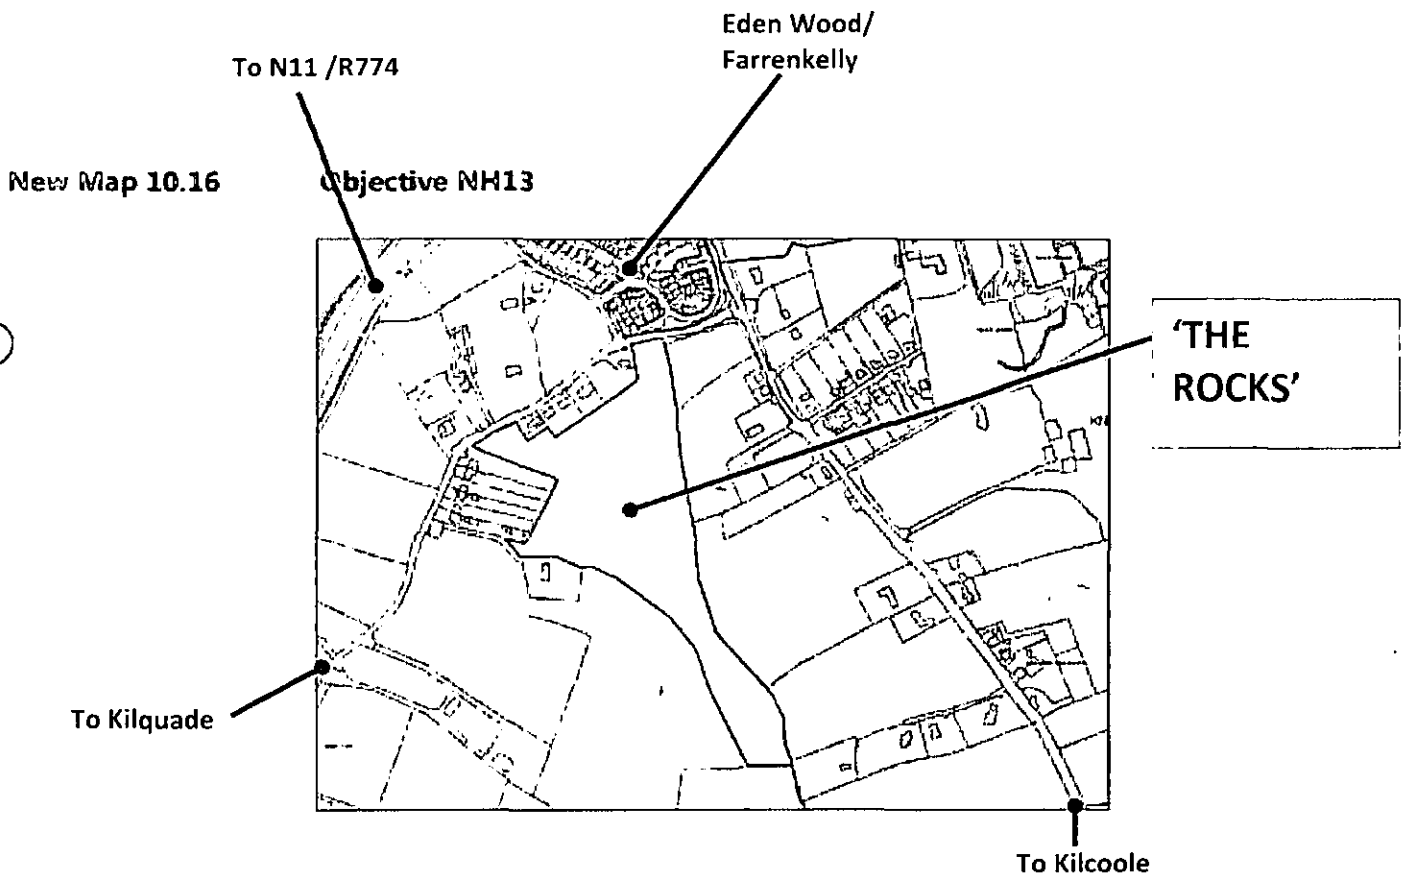 Eden Wood/
Farrenkelly
To N11 /R774
New Map 10.16 Objective NH13
'THE
ROCKS'
To Kilquade
To Kilcoole